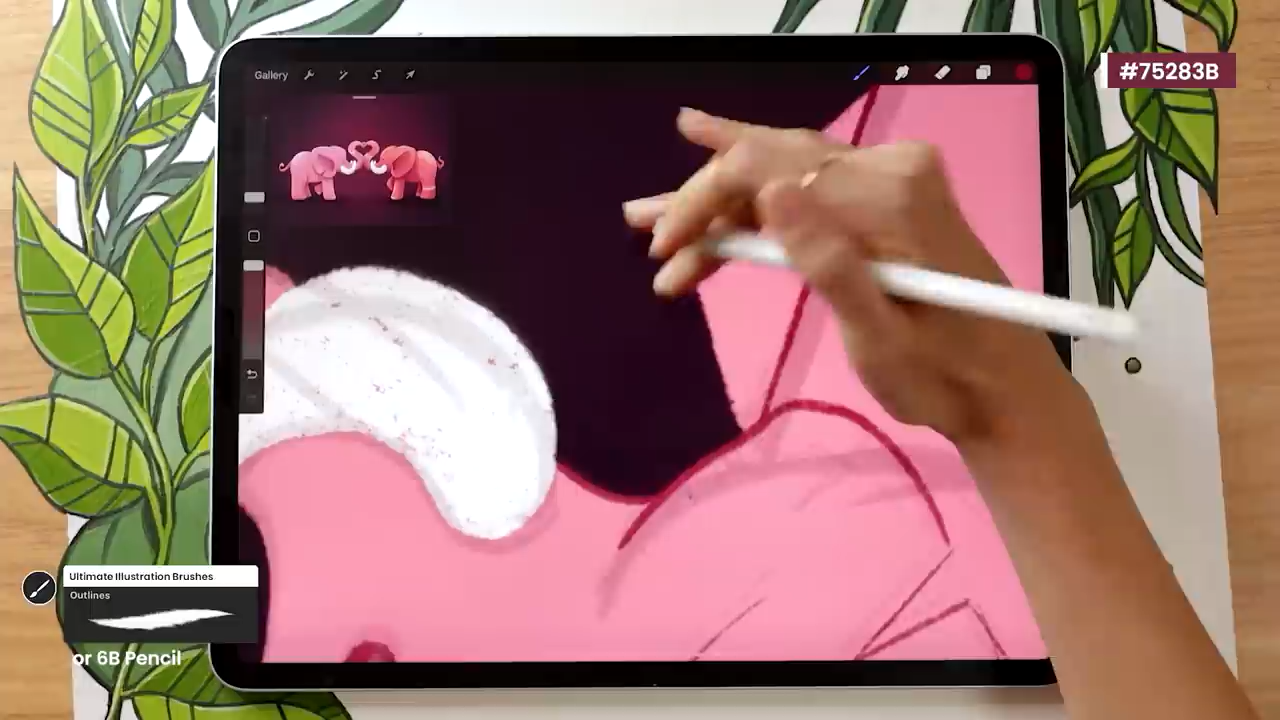 Gallery
#75283B
Ultimate Illustration Brushes
Outlines
or 6B Pencil